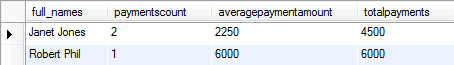 full_names paymentscount averagepaymentamount totalpayments
Janet Jones 2 2250 4500
Robert Phil 1 6000 6000